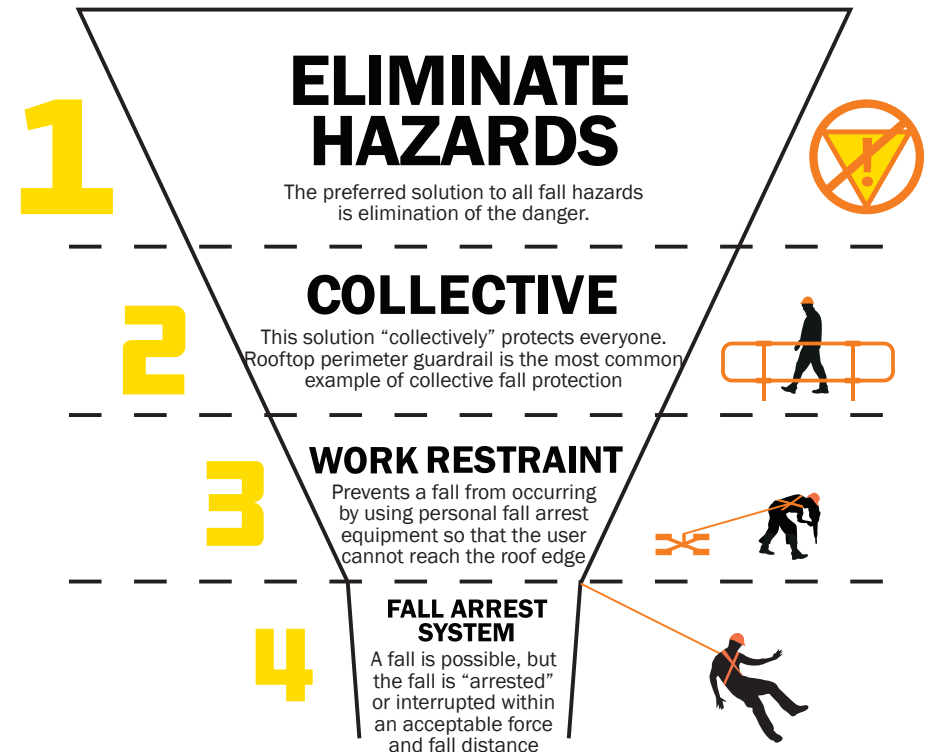 1
ELIMINATE
HAZARDS
The preferred solution to all fall hazards
is elimination of the danger.
2
COLLECTIVE
This solution “collectively” protects everyone.
Rooftop perimeter guardrail is the most common
example of collective fall protection
3
WORK RESTRAINT
Prevents a fall from occurring
by using personal fall arrest
equipment so that the user
cannot reach the roof edge
4
FALL ARREST
SYSTEM
A fall is possible, but
the fall is “arrested”
or interrupted within
an acceptable force
and fall distance